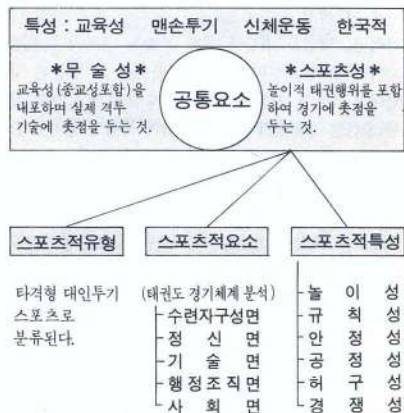 특성 : 교육성 맨손투기 신체운동 한국적
*무술성*
교육성(종교성포함)을
내포하며 실제 격투
기술에 촛점을 두는 것.
공통요소
*스포츠성*
놀이적 태권행위를 포함
하여 경기에 촛점을
두는 것.
스포츠적유형
타격형 대인투기
스포츠로
분류된다.
스포츠적요소
(태권도 경기체계 분석)
수련자구성면
정신면
기술면
행정조직면
사회면
스포츠적특성
놀이성
규칙성
안정성
공정성
허구성
경쟁성